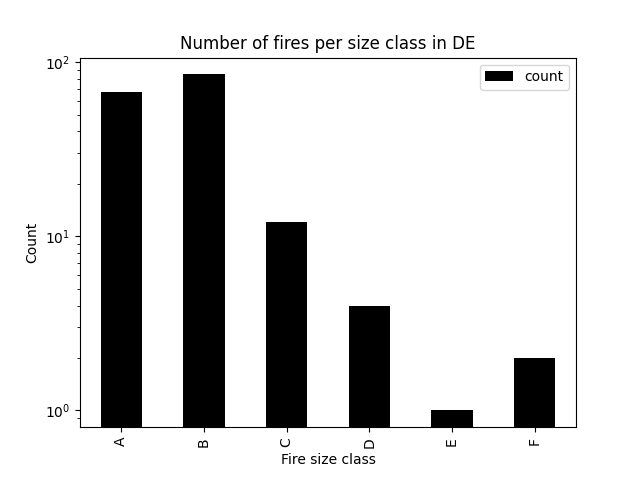 Number of fires per size class in DE
count
10²
10¹
10⁰
Count
A
B
C
D
E
F
Fire size class